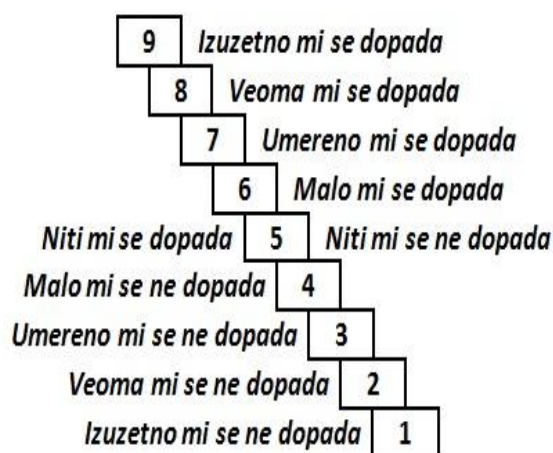 9 Izuzetno mi se dopada
8 Veoma mi se dopada
7 Umereno mi se dopada
6 Malo mi se dopada
Niti mi se dopada 5 Niti mi se ne dopada
Malo mi se ne dopada 4
Umereno mi se ne dopada 3
Veoma mi se ne dopada 2
Izuzetno mi se ne dopada 1